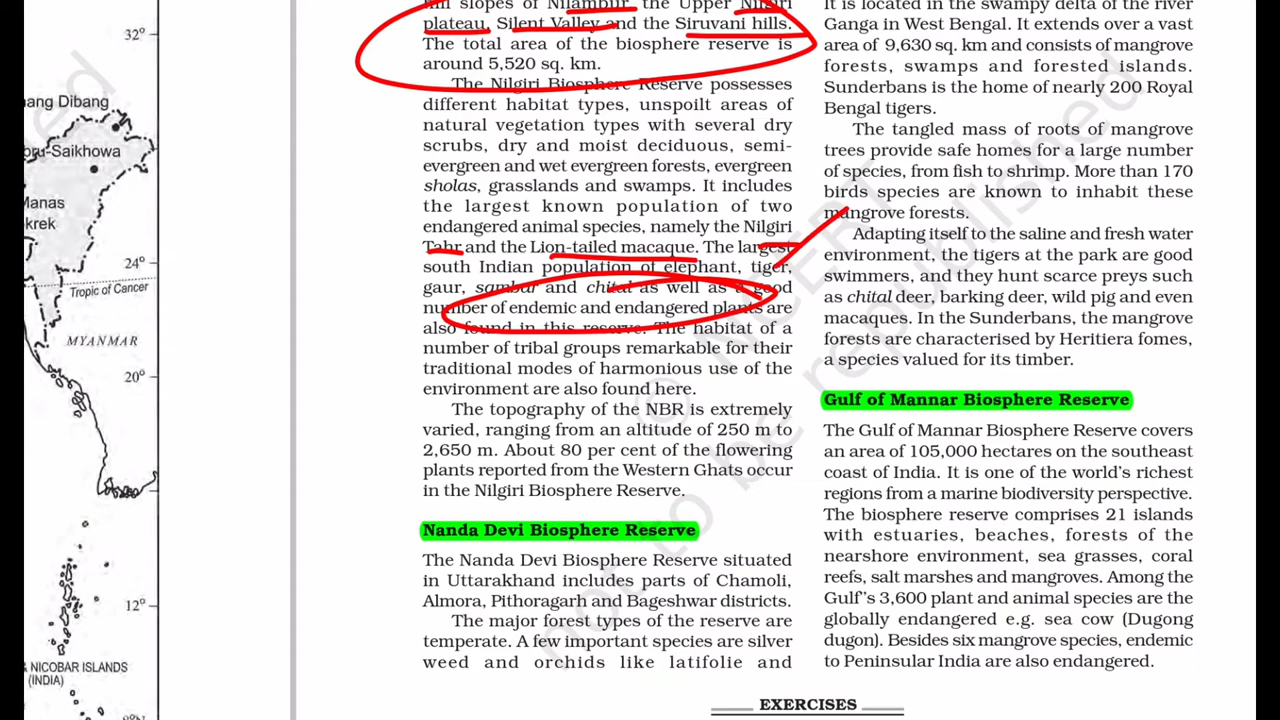 32°
ang Dibang
bru-Saikhowa
Manas
krek
24°
Tropic of Cancer
MYANMAR
20°
16°
12°
NICOBAR ISLANDS
(INDIA)
hill slopes of Nilambur, the Upper Nilgiri
plateau, Silent Valley and the Siruvani hills.
The total area of the biosphere reserve is
around 5,520 sq. km.
The Nilgiri Biosphere Reserve possesses
different habitat types, unspoilt areas of
natural vegetation types with several dry
scrubs, dry and moist deciduous, semi-
evergreen and wet evergreen forests, evergreen
sholas, grasslands and swamps. It includes
the largest known population of two
endangered animal species, namely the Nilgiri
Tahr and the Lion-tailed macaque. The largest
south Indian population of elephant, tiger,
gaur, sambar and chital as well as a good
number of endemic and endangered plants are
also found in this reserve. The habitat of a
number of tribal groups remarkable for their
traditional modes of harmonious use of the
environment are also found here.
The topography of the NBR is extremely
varied, ranging from an altitude of 250 m to
2,650 m. About 80 per cent of the flowering
plants reported from the Western Ghats occur
in the Nilgiri Biosphere Reserve.
Nanda Devi Biosphere Reserve
The Nanda Devi Biosphere Reserve situated
in Uttarakhand includes parts of Chamoli,
Almora, Pithoragarh and Bageshwar districts.
The major forest types of the reserve are
temperate. A few important species are silver
weed and orchids like latifolie and
It is located in the swampy delta of the river
Ganga in West Bengal. It extends over a vast
area of 9,630 sq. km and consists of mangrove
forests, swamps and forested islands.
Sunderbans is the home of nearly 200 Royal
Bengal tigers.
The tangled mass of roots of mangrove
trees provide safe homes for a large number
of species, from fish to shrimp. More than 170
birds species are known to inhabit these
mangrove forests.
Adapting itself to the saline and fresh water
environment, the tigers at the park are good
swimmers, and they hunt scarce preys such
as chital deer, barking deer, wild pig and even
macaques. In the Sunderbans, the mangrove
forests are characterised by Heritiera fomes,
a species valued for its timber.
Gulf of Mannar Biosphere Reserve
The Gulf of Mannar Biosphere Reserve covers
an area of 105,000 hectares on the southeast
coast of India. It is one of the world's richest
regions from a marine biodiversity perspective.
The biosphere reserve comprises 21 islands
with estuaries, beaches, forests of the
nearshore environment, sea grasses, coral
reefs, salt marshes and mangroves. Among the
Gulf's 3,600 plant and animal species are the
globally endangered e.g. sea cow (Dugong
dugon). Besides six mangrove species, endemic
to Peninsular India are also endangered.
EXERCISES
© NCERT
not to be republished